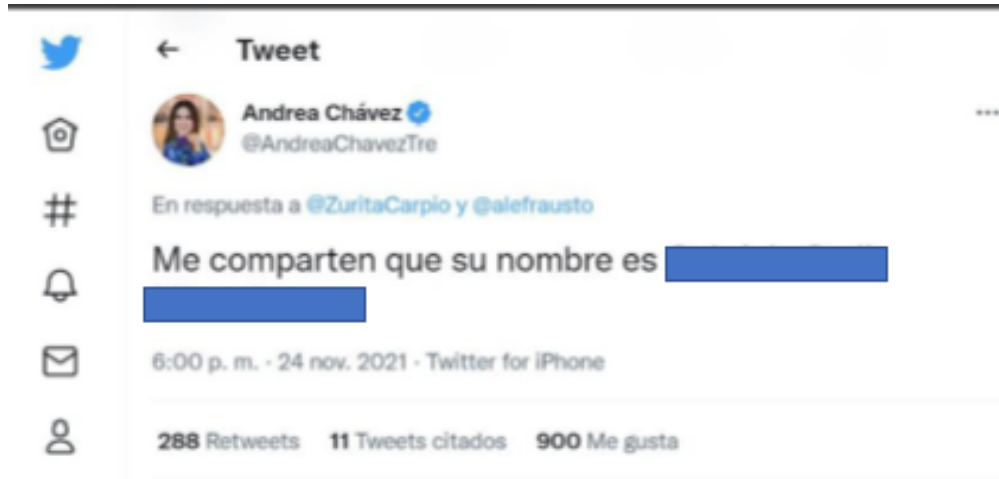 Tweet
Andrea Chávez
@AndreaChavezTre
En respuesta a @ZuritaCarpio y @alefrausto
Me comparten que su nombre es
6:00 p. m. · 24 nov. 2021 · Twitter for iPhone
288 Retweets 11 Tweets citados 900 Me gusta